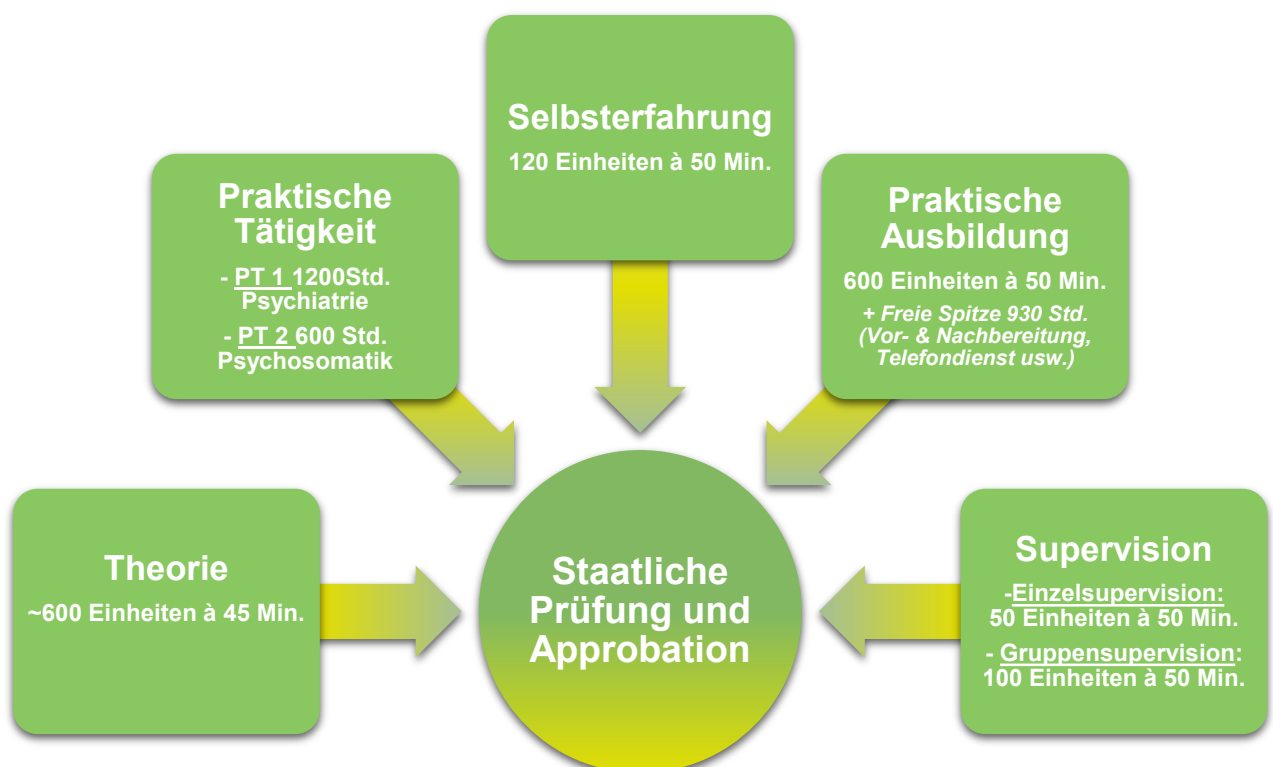 Selbsterfahrung
120 Einheiten à 50 Min.
Praktische
Tätigkeit
- PT 1 1200Std.
Psychiatrie
- PT 2 600 Std.
Psychosomatik
Praktische
Ausbildung
600 Einheiten à 50 Min.
+ Freie Spitze 930 Std.
(Vor- & Nachbereitung,
Telefondienst usw.)
Theorie
~600 Einheiten à 45 Min.
Staatliche
Prüfung und
Approbation
Supervision
-Einzelsupervision:
50 Einheiten à 50 Min.
- Gruppensupervision:
100 Einheiten à 50 Min.